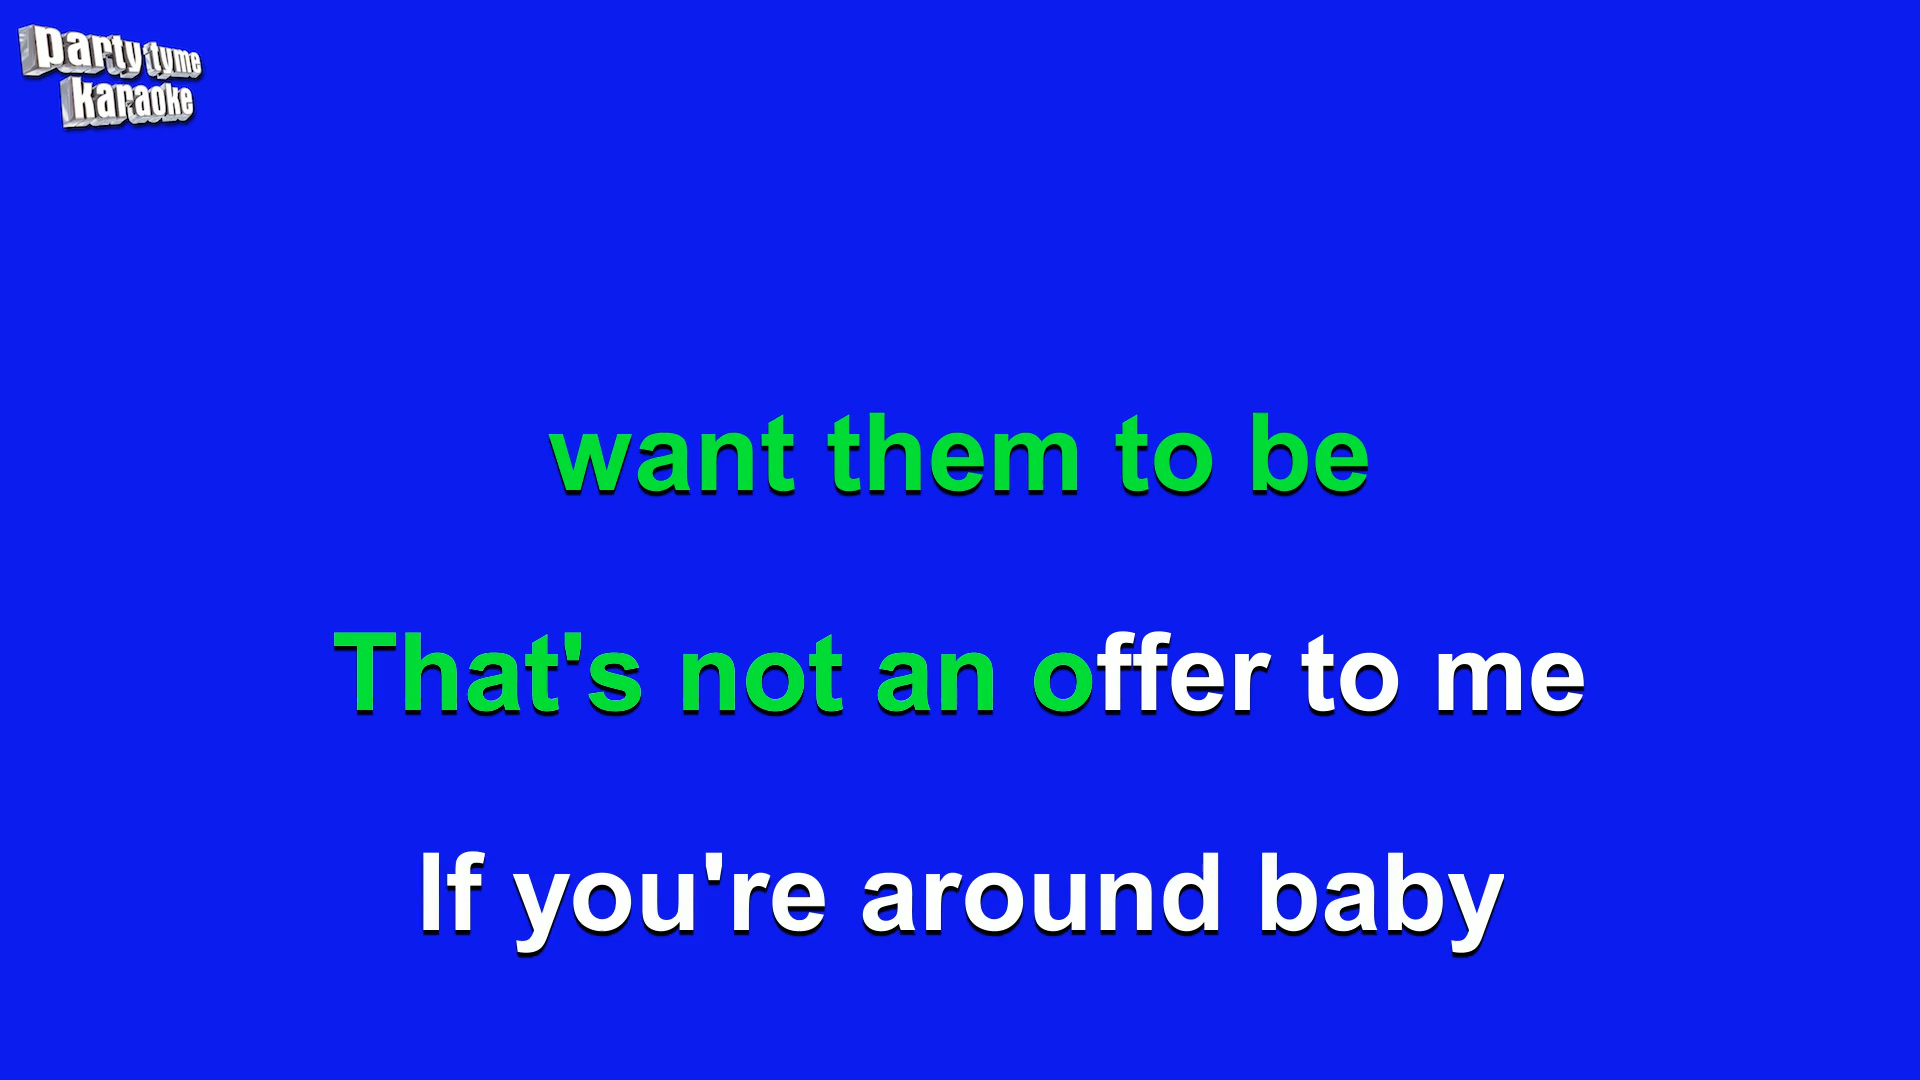 party tyme
karaoke
want them to be
That's not an offer to me
If you're around baby